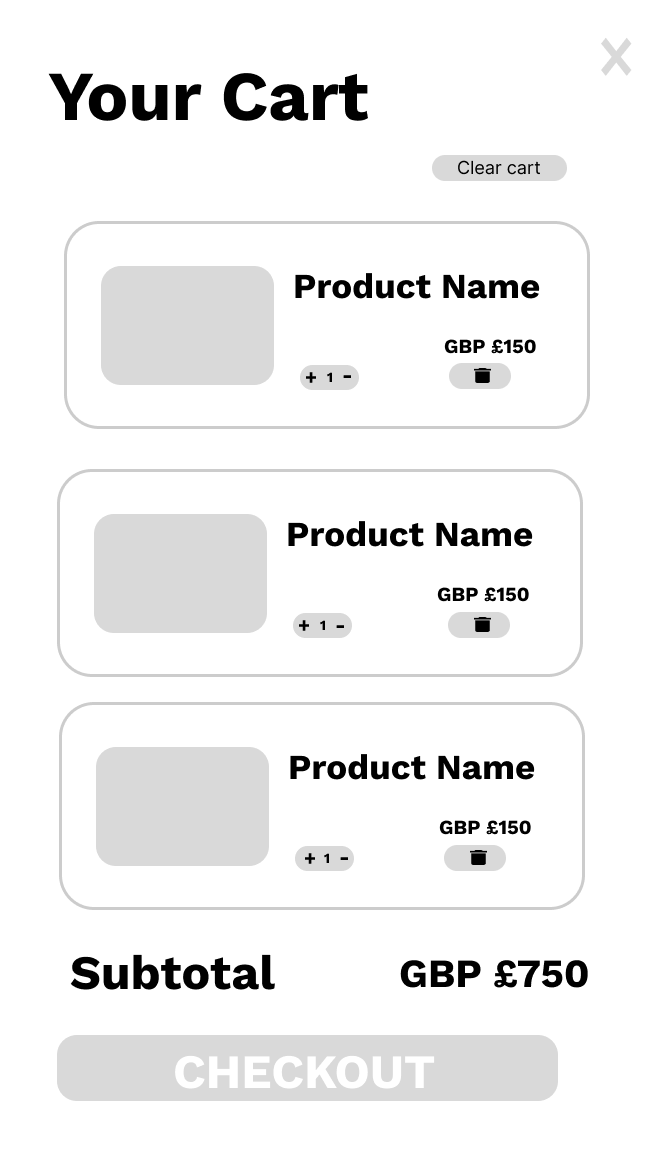 X
Your Cart
Clear cart
Product Name
GBP £150
+ 1 -
Product Name
GBP £150
+ 1 -
Product Name
GBP £150
+ 1 -
Subtotal GBP £750
CHECKOUT